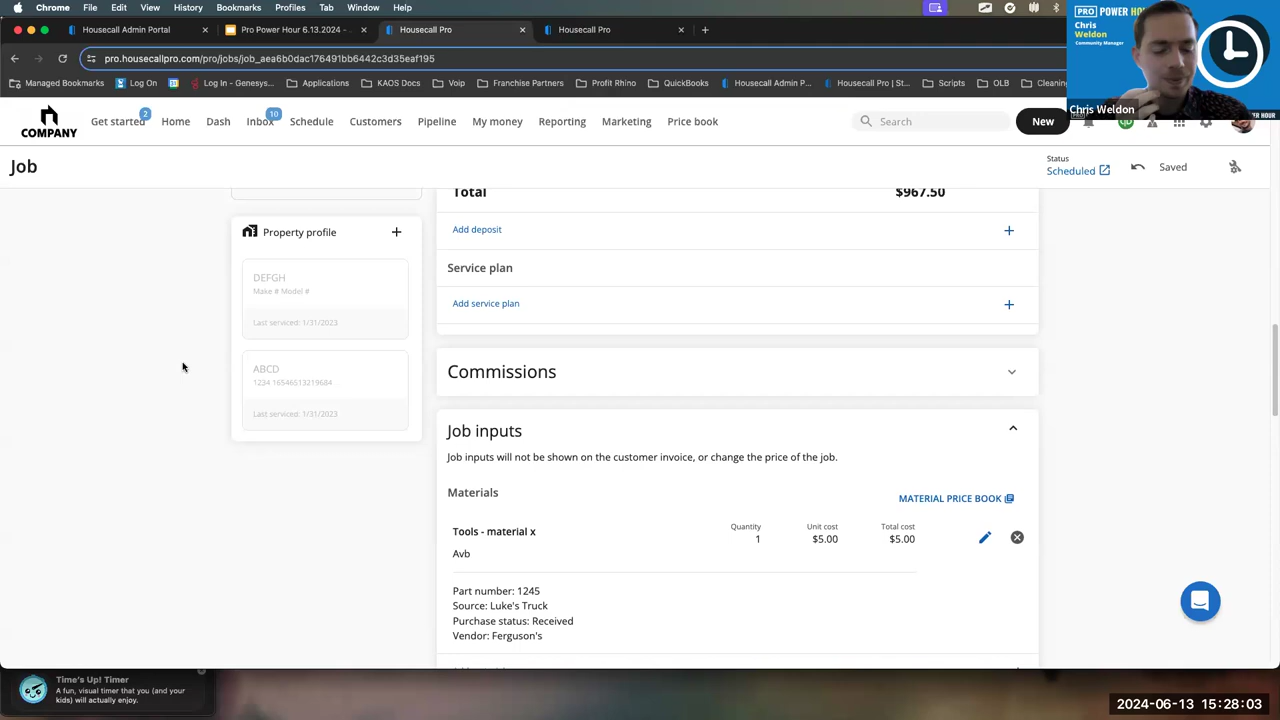 Chrome File Edit View History Bookmarks Profiles Tab Window Help
Housecall Admin Portal
Pro Power Hour 6.13.2024 -
Housecall Pro
Housecall Pro
pro.housecallpro.com/pro/jobs/job_aea6b0dac176491bb6442c3d35eaf195
Managed Bookmarks Log On Log in - Genesys... Applications KAOS Docs Voip Franchise Partners Profit Rhino QuickBooks Housecall Admin P... Housecall Pro | St... Scripts OLB Cleaning
PRO POWER HOU
Chris
Weldon
Community Manager
Chris Weldon
COMPANY
Get started 2 Home Dash Inbox 10 Schedule Customers Pipeline My money Reporting Marketing Price book Search New
Job
Status
Scheduled
Saved
Total $967.50
Property profile
Add deposit
DEFGH
Make # Model #
Last serviced: 1/31/2023
Service plan
Add service plan
ABCD
1234 16546513219684
Last serviced: 1/31/2023
Commissions
Job inputs
Job inputs will not be shown on the customer invoice, or change the price of the job.
Materials
MATERIAL PRICE BOOK
Tools - material x
Quantity Unit cost Total cost
1 $5.00 $5.00
Avb
Part number: 1245
Source: Luke's Truck
Purchase status: Received
Vendor: Ferguson's
Time's Up! Timer
A fun, visual timer that you (and your
kids) will actually enjoy.
2024-06-13 15:28:03